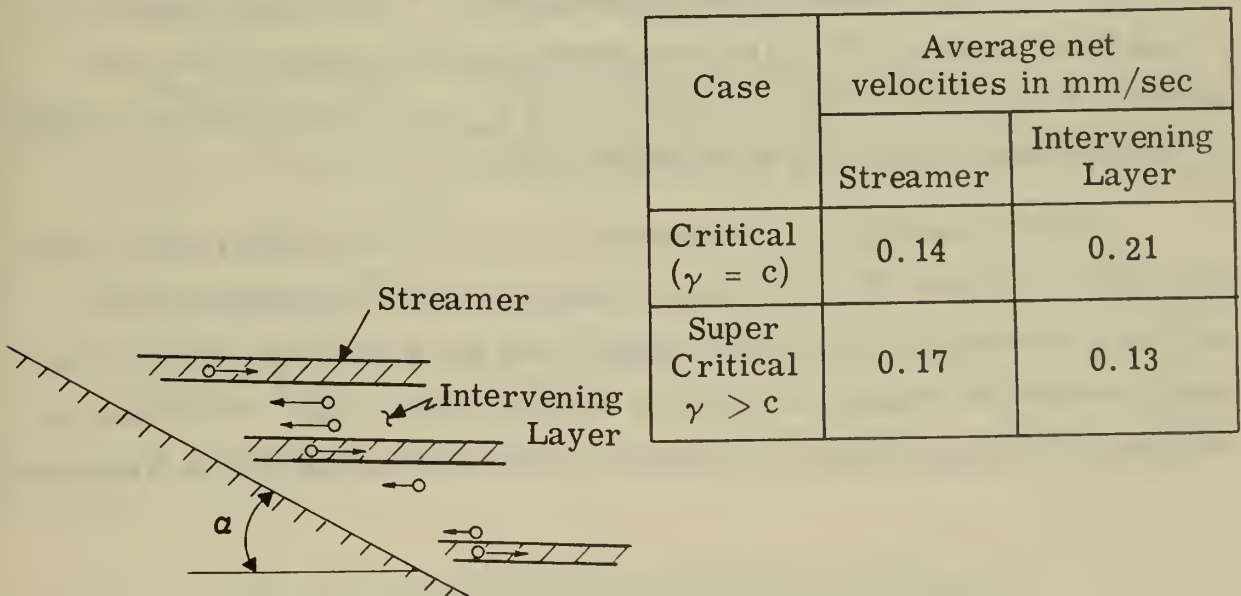 Case
Average net
velocities in mm/sec
Streamer
Intervening
Layer
Critical
(γ = c)
0.14
0.21
Super
Critical
γ > c
0.17
0.13
Streamer
Intervening
Layer
α